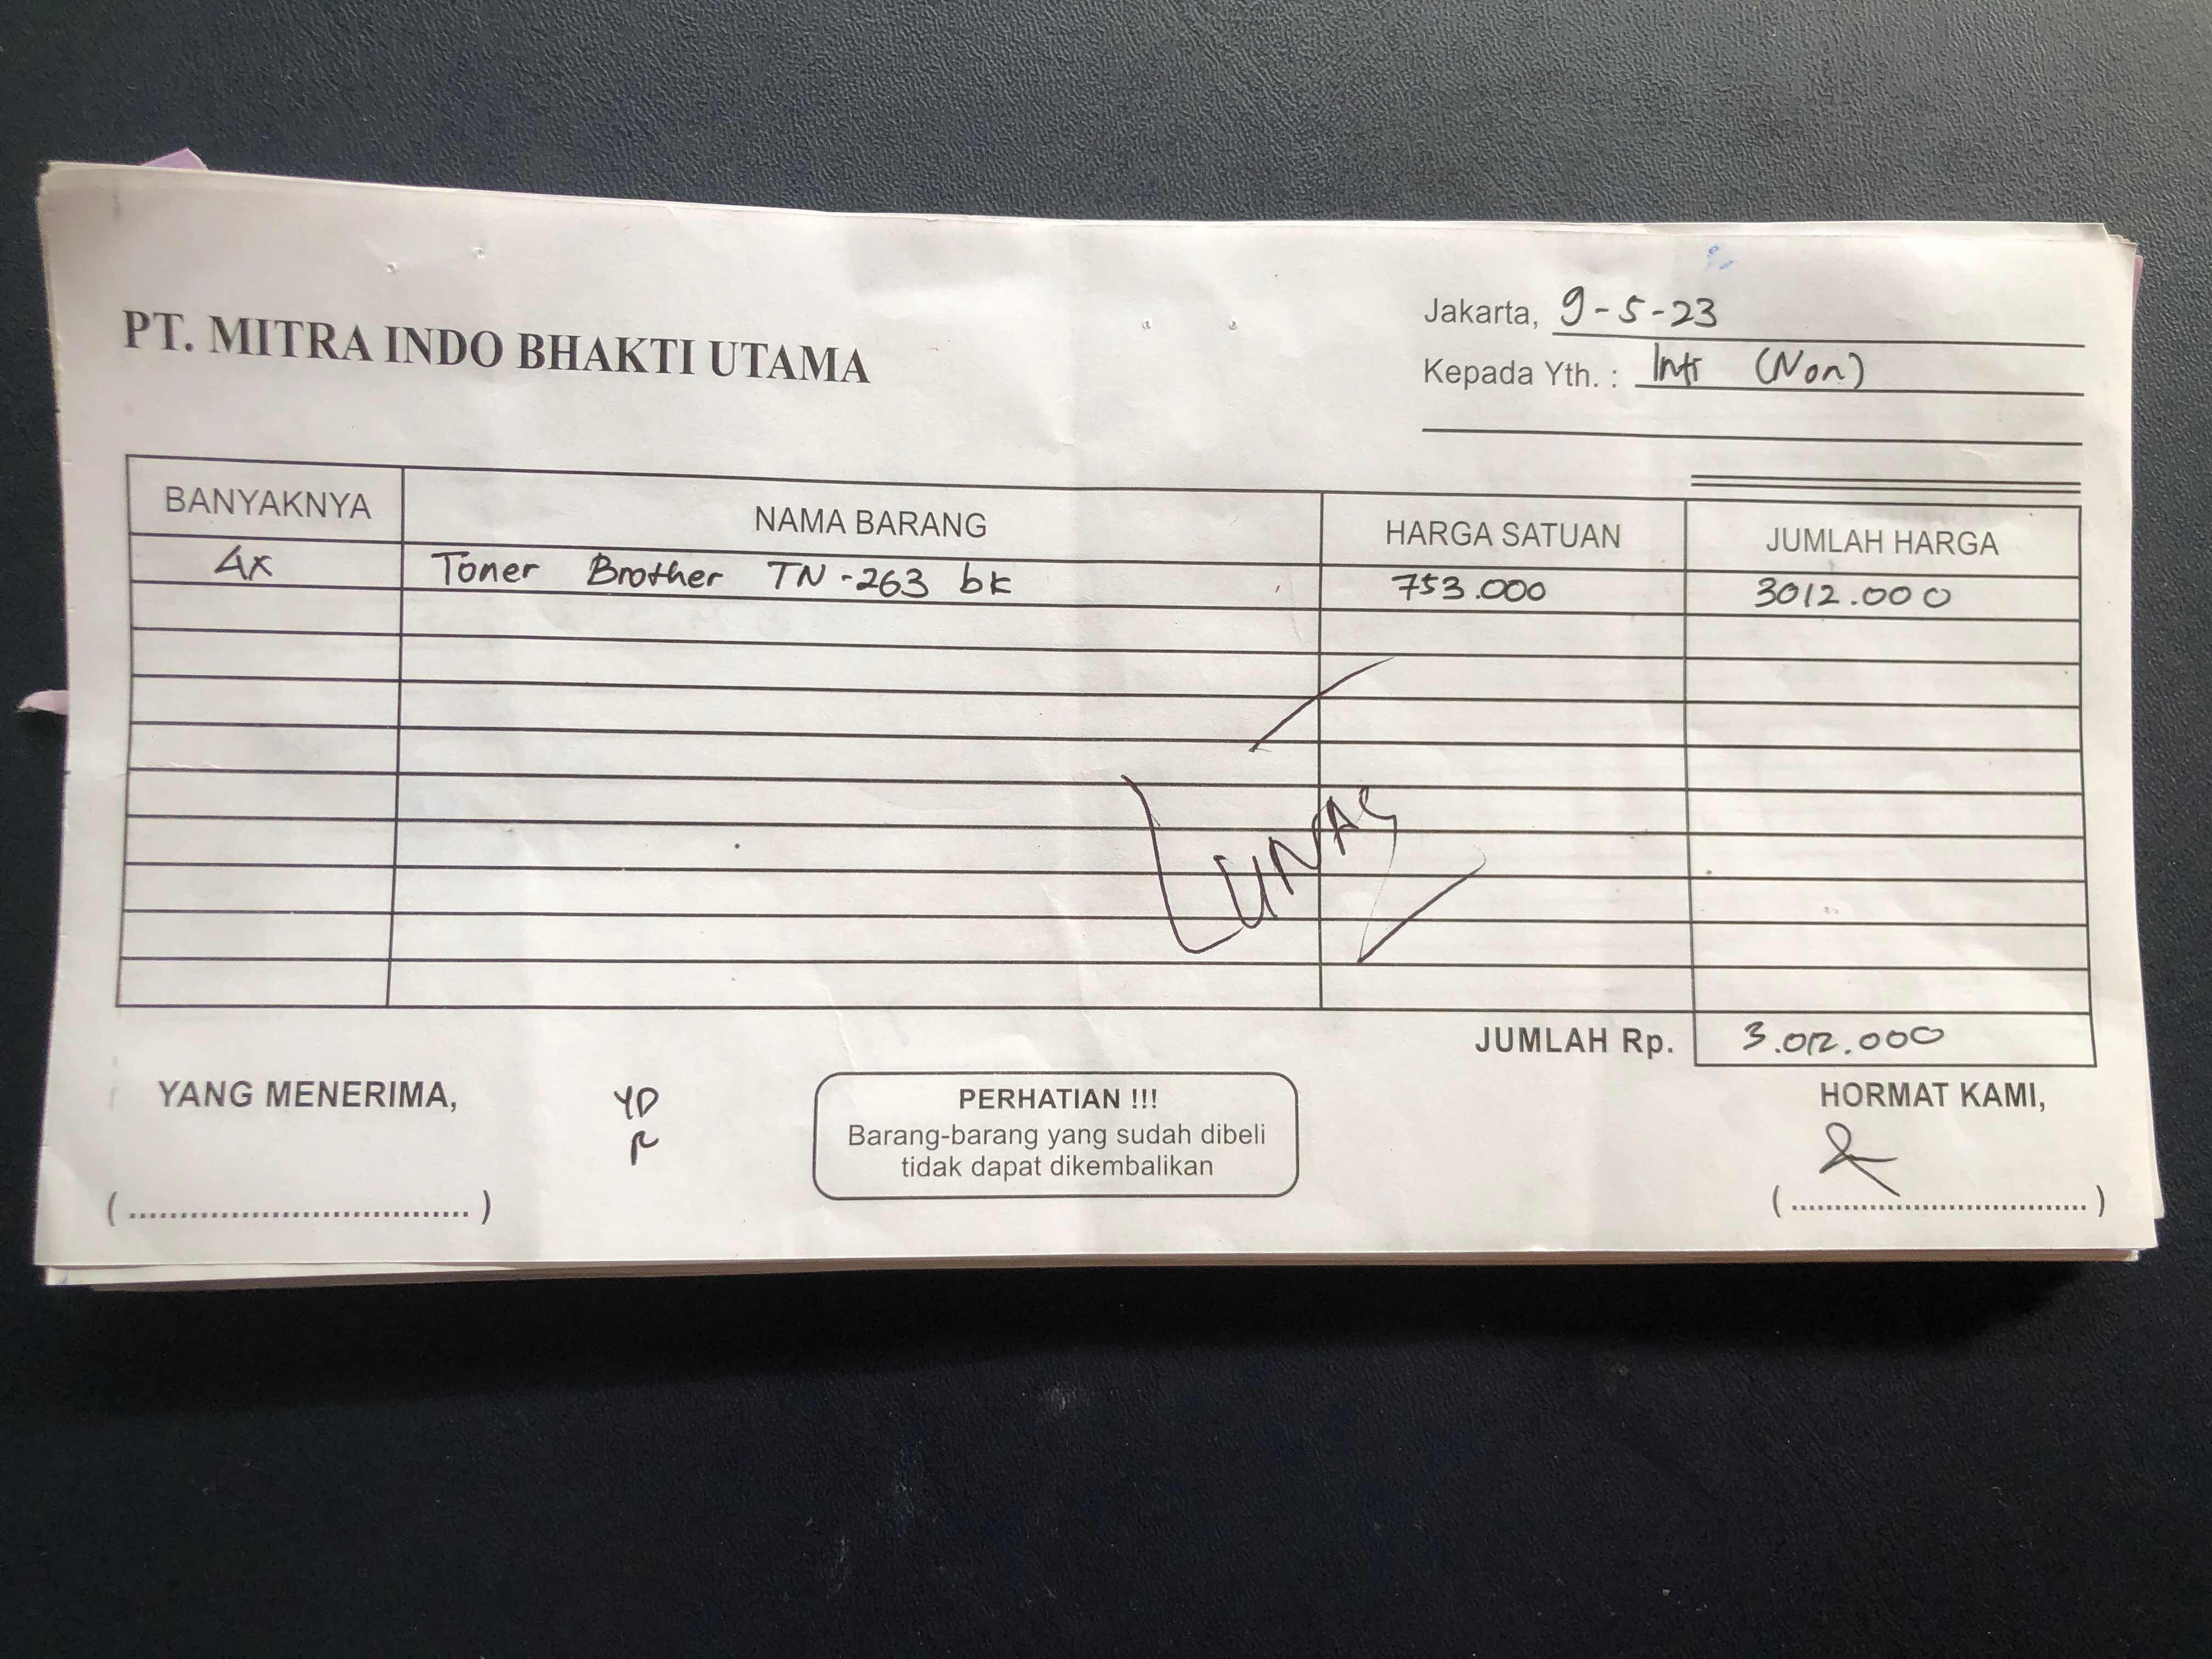 PT. MITRA INDO BHAKTI UTAMA
Jakarta, 9-5-23
Kepada Yth. : Inti (Non)
BANYAKNYA NAMA BARANG HARGA SATUAN JUMLAH HARGA
4x Toner Brother TN-263 bk 753.000 3012.000
LUNAS
JUMLAH Rp. 3.012.000
YANG MENERIMA,
YD
PERHATIAN !!!
Barang-barang yang sudah dibeli
tidak dapat dikembalikan
HORMAT KAMI,
(....................................)
(....................................)